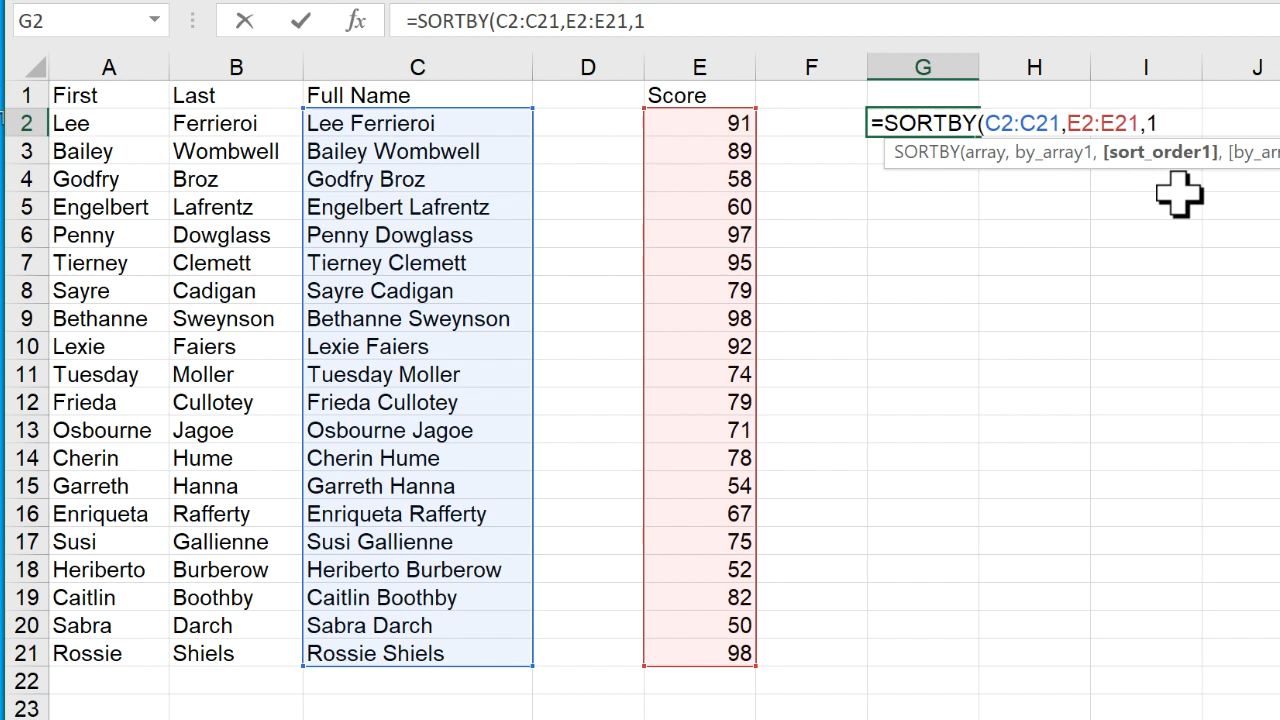 G2 fx =SORTBY(C2:C21,E2:E21,1
A B C D E F G H I J
1 First Last Full Name Score
2 Lee Ferrieroi Lee Ferrieroi 91 =SORTBY(C2:C21,E2:E21,1
3 Bailey Wombwell Bailey Wombwell 89 SORTBY(array, by_array1, [sort_order1], [by_arr
4 Godfry Broz Godfry Broz 58
5 Engelbert Lafrentz Engelbert Lafrentz 60
6 Penny Dowglass Penny Dowglass 97
7 Tierney Clemett Tierney Clemett 95
8 Sayre Cadigan Sayre Cadigan 79
9 Bethanne Sweynson Bethanne Sweynson 98
10 Lexie Faiers Lexie Faiers 92
11 Tuesday Moller Tuesday Moller 74
12 Frieda Cullotey Frieda Cullotey 79
13 Osbourne Jagoe Osbourne Jagoe 71
14 Cherin Hume Cherin Hume 78
15 Garreth Hanna Garreth Hanna 54
16 Enriqueta Rafferty Enriqueta Rafferty 67
17 Susi Gallienne Susi Gallienne 75
18 Heriberto Burberow Heriberto Burberow 52
19 Caitlin Boothby Caitlin Boothby 82
20 Sabra Darch Sabra Darch 50
21 Rossie Shiels Rossie Shiels 98
22
23